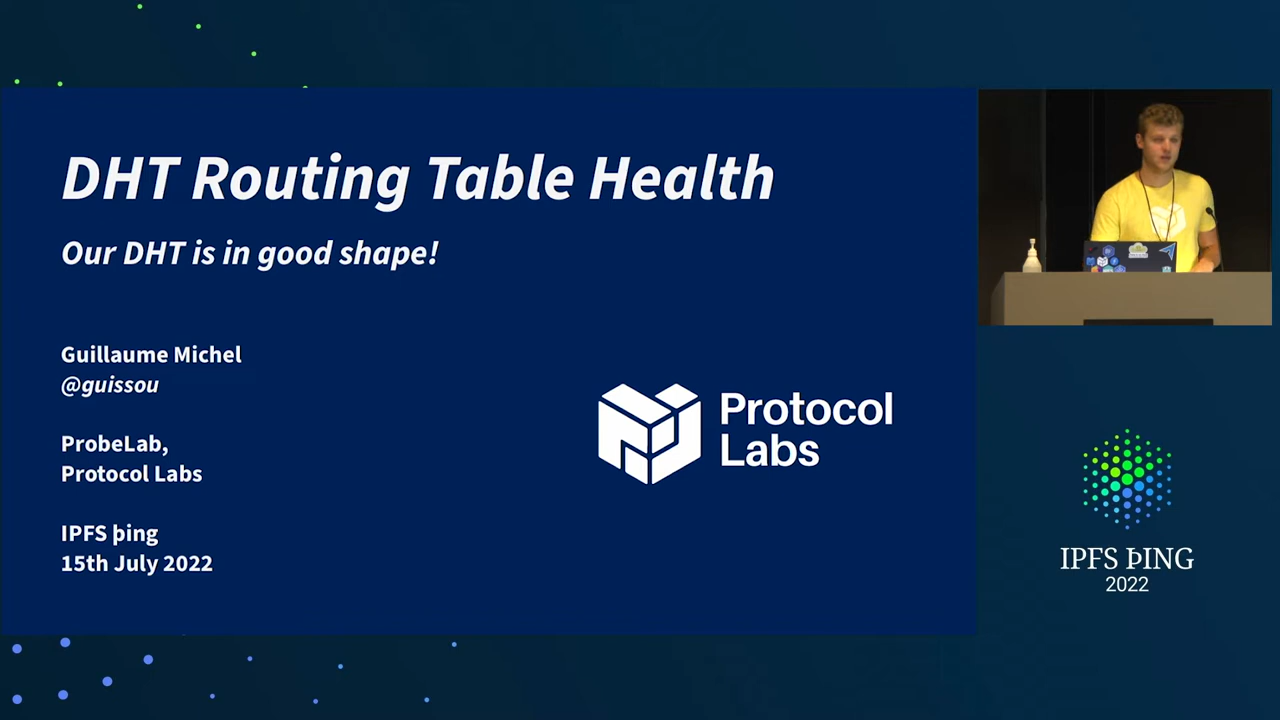 DHT Routing Table Health
Our DHT is in good shape!
Guillaume Michel
@guissou
ProbeLab,
Protocol Labs
IPFS þing
15th July 2022
Protocol
Labs
IPFS ÞING
2022